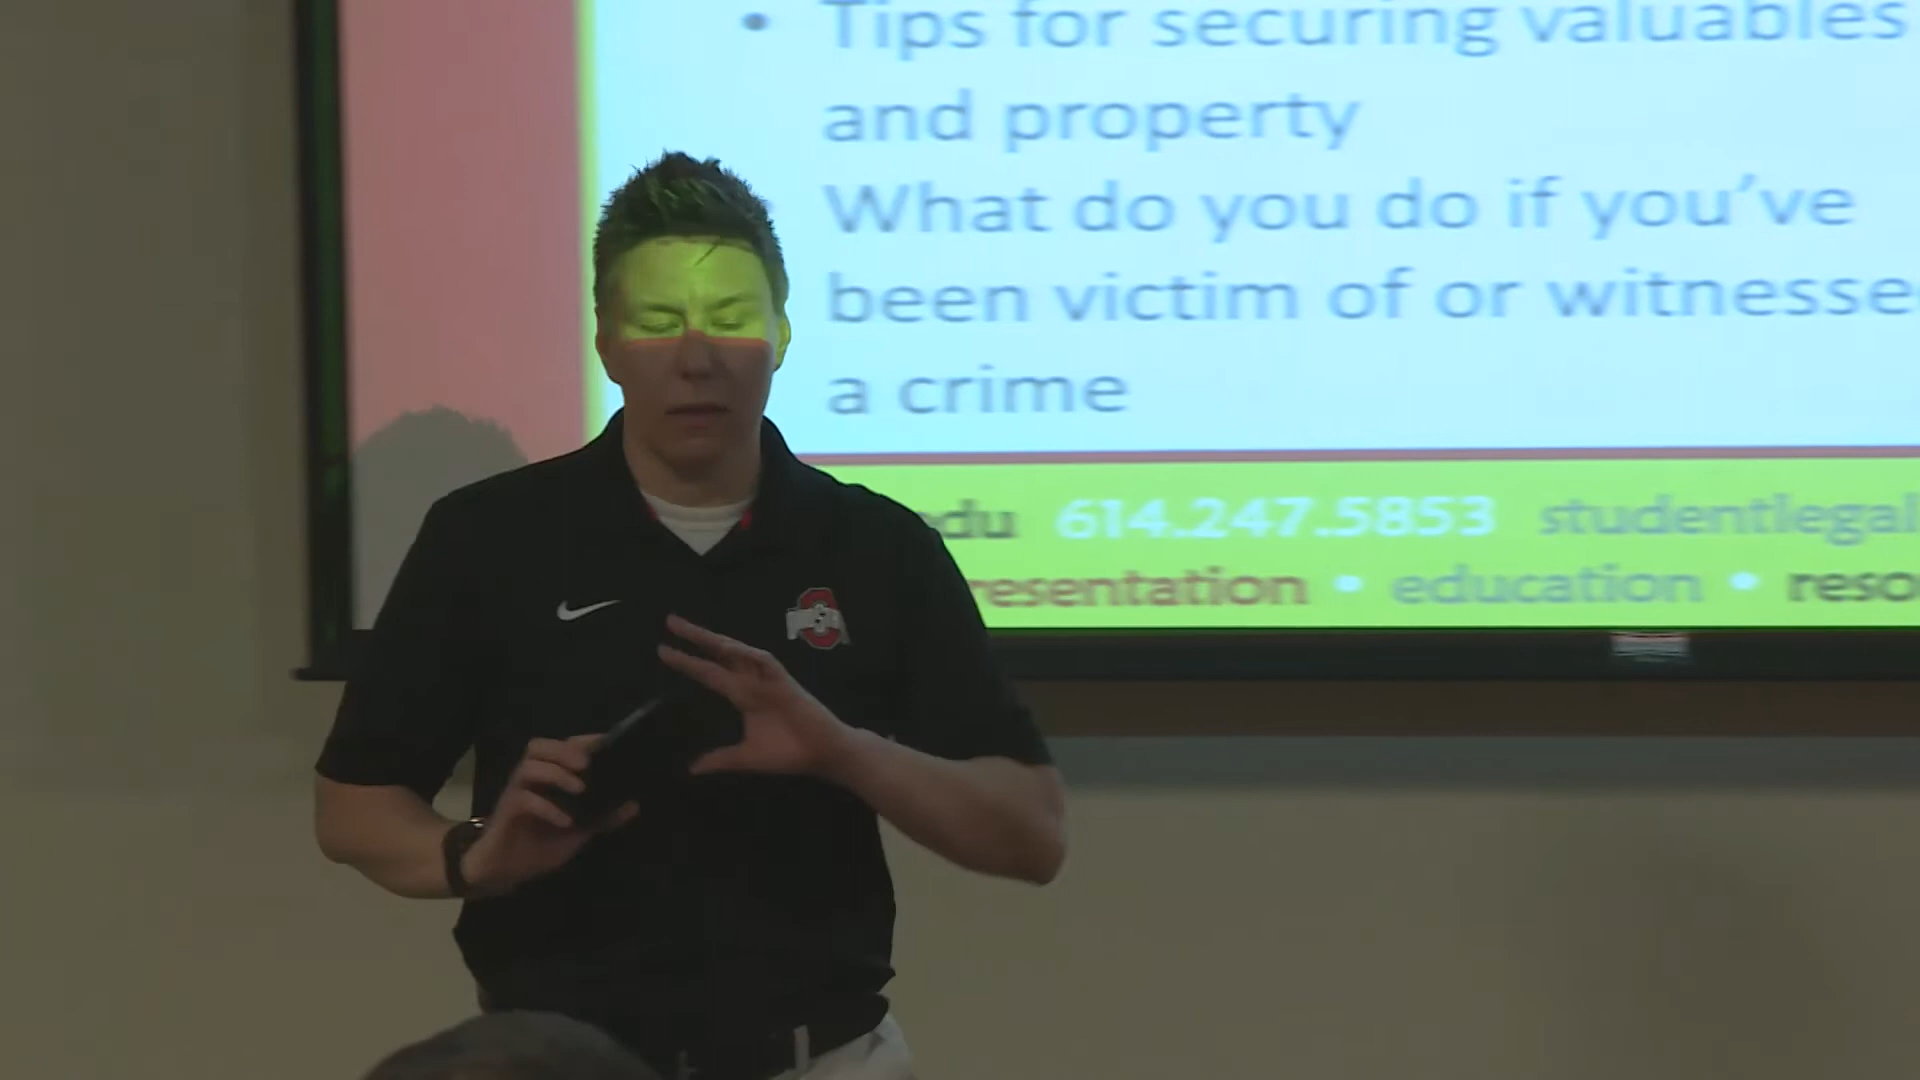 • Tips for securing valuables
and property
What do you do if you’ve
been victim of or witnesse
a crime
edu 614.247.5853 studentlegal
resentation • education • reso